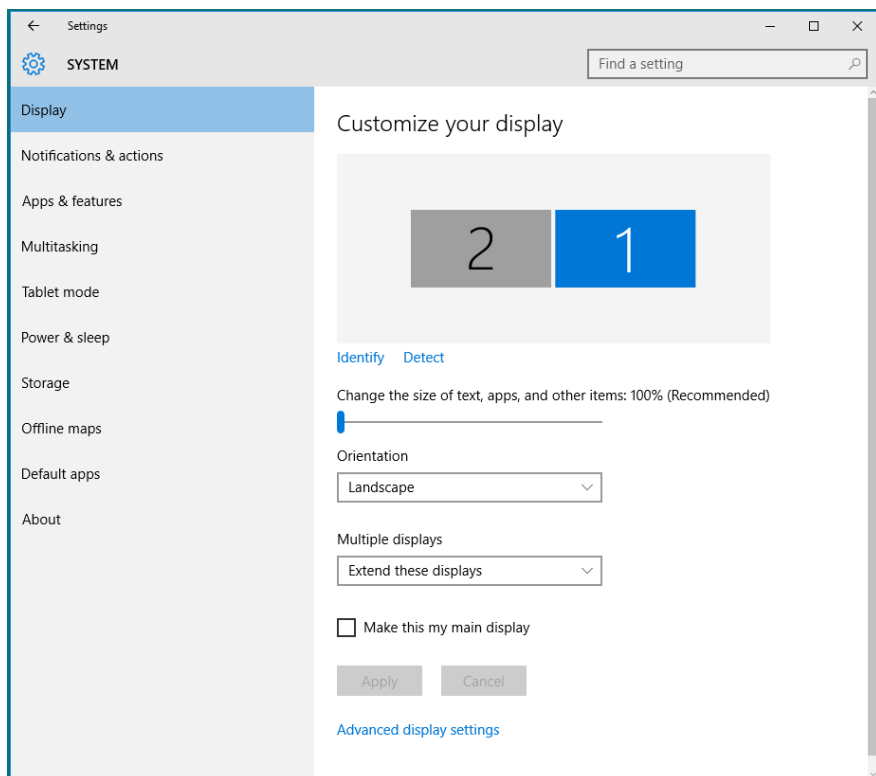 Settings
SYSTEM
Find a setting
Display
Notifications & actions
Apps & features
Multitasking
Tablet mode
Power & sleep
Storage
Offline maps
Default apps
About
Customize your display
2 1
Identify Detect
Change the size of text, apps, and other items: 100% (Recommended)
Orientation
Landscape
Multiple displays
Extend these displays
Make this my main display
Apply Cancel
Advanced display settings